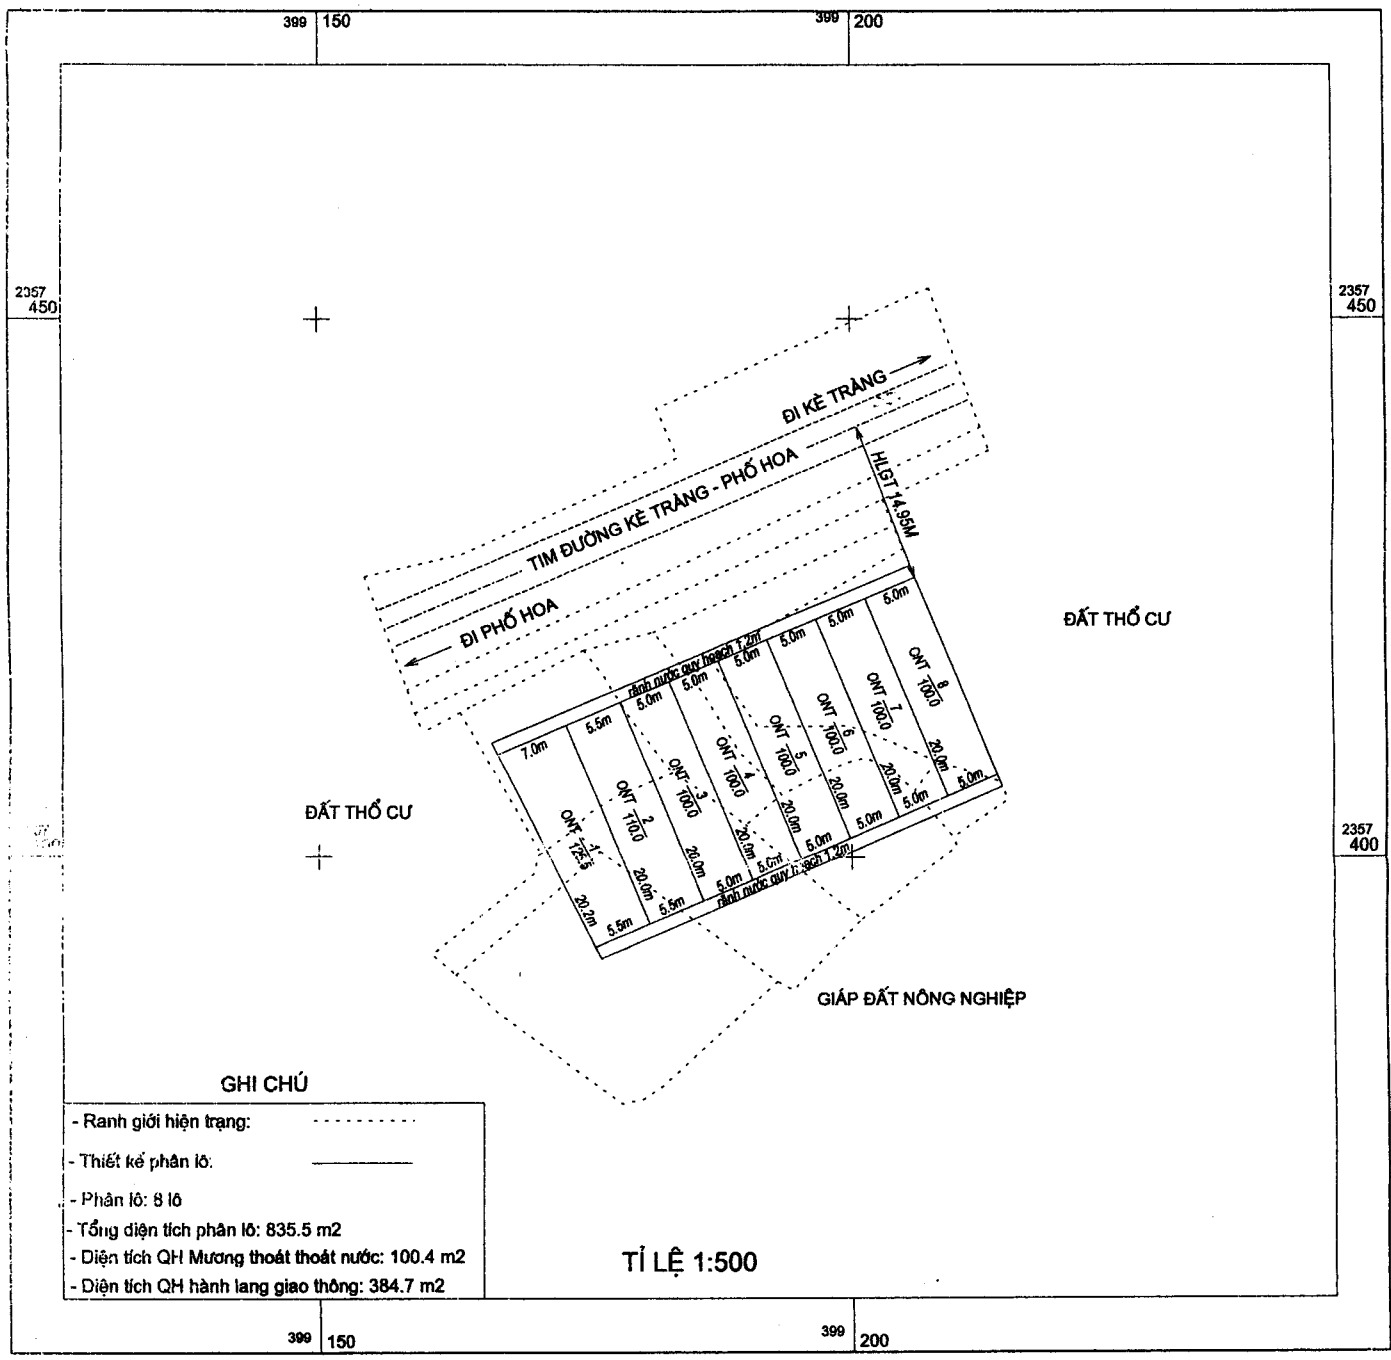 399 150
399 200
2357
450
2357
450
ĐI KÈ TRÀNG
TIM ĐƯỜNG KÈ TRÀNG - PHỐ HOA
HLGT 14.95M
ĐI PHỐ HOA
ĐẤT THỔ CƯ
rãnh nước quy hoạch 1,2m
7.0m
5.5m
5.0m
5.0m
5.0m
5.0m
5.0m
5.0m
ONT 1
125.5
ONT 2
110.0
ONT 3
100.0
ONT 4
100.0
ONT 5
100.0
ONT 6
100.0
ONT 7
100.0
ONT 8
100.0
20.2m
20.0m
20.0m
20.0m
20.0m
20.0m
20.0m
20.0m
5.5m
5.5m
5.0m
5.0m
5.0m
5.0m
5.0m
5.0m
rãnh nước quy hoạch 1,2m
ĐẤT THỔ CƯ
2357
400
GIÁP ĐẤT NÔNG NGHIỆP
GHI CHÚ
- Ranh giới hiện trạng:
- Thiết kế phân lô:
- Phân lô: 8 lô
- Tổng diện tích phân lô: 835.5 m2
- Diện tích QH Mương thoát thoát nước: 100.4 m2
- Diện tích QH hành lang giao thông: 384.7 m2
TỈ LỆ 1:500
399 150
399 200